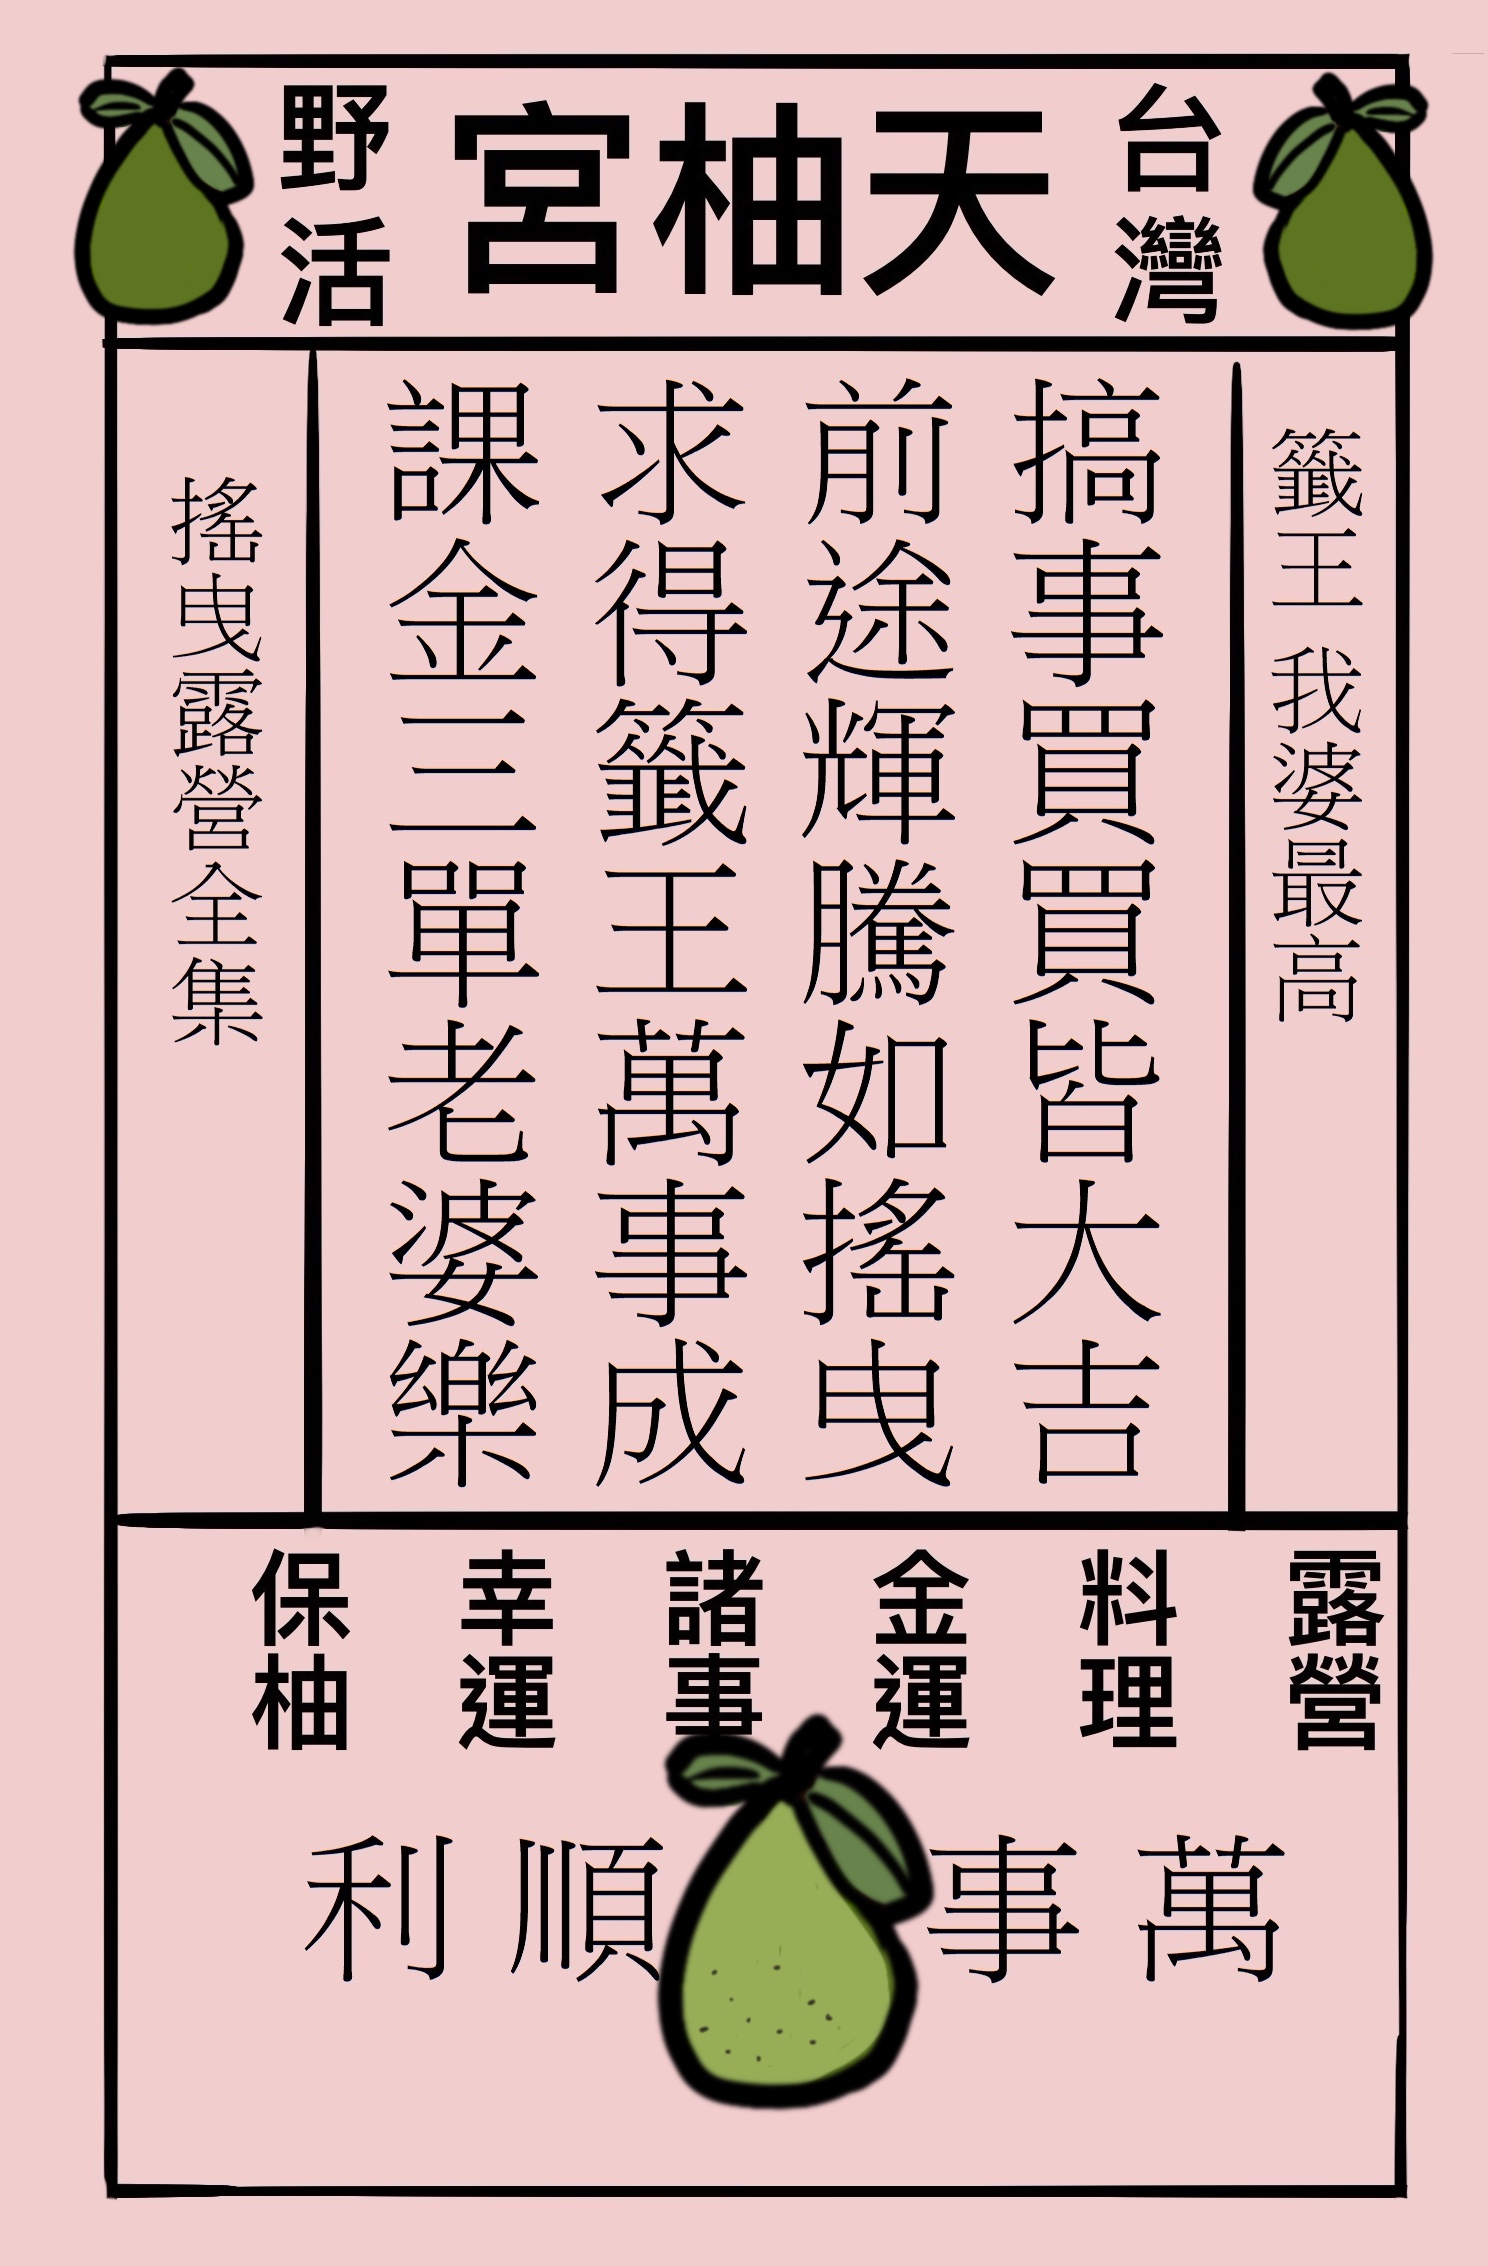 台灣
天柚宮
野活
籤王 我婆最高
搞事買買皆大吉
前途輝騰如搖曳
求得籤王萬事成
課金三單老婆樂
搖曳露營全集
露營
料理
金運
諸事
幸運
保柚
萬事順利